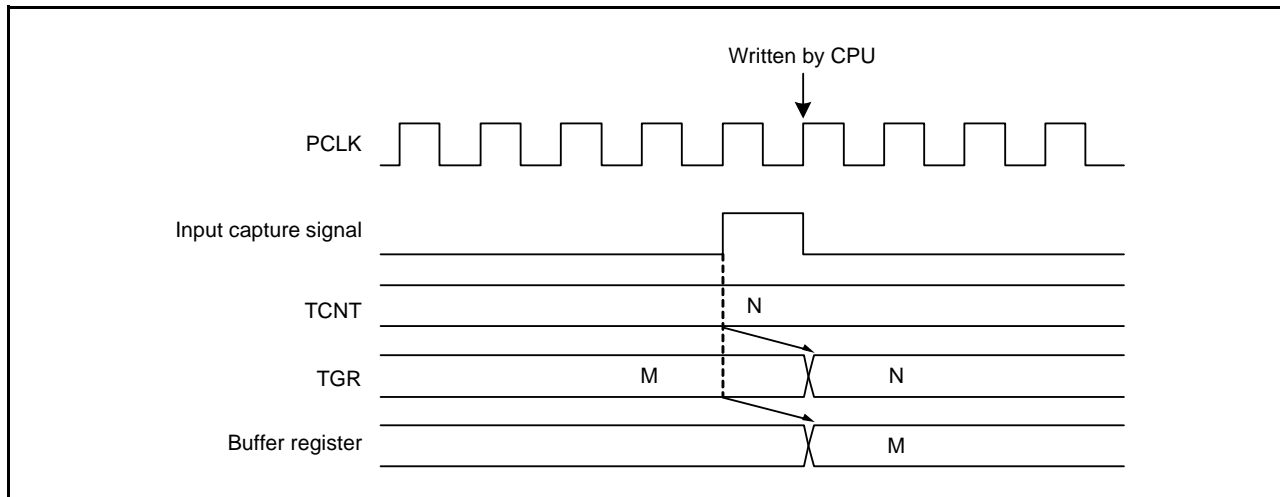 Written by CPU
PCLK
Input capture signal
TCNT
N
TGR
M
N
Buffer register
M